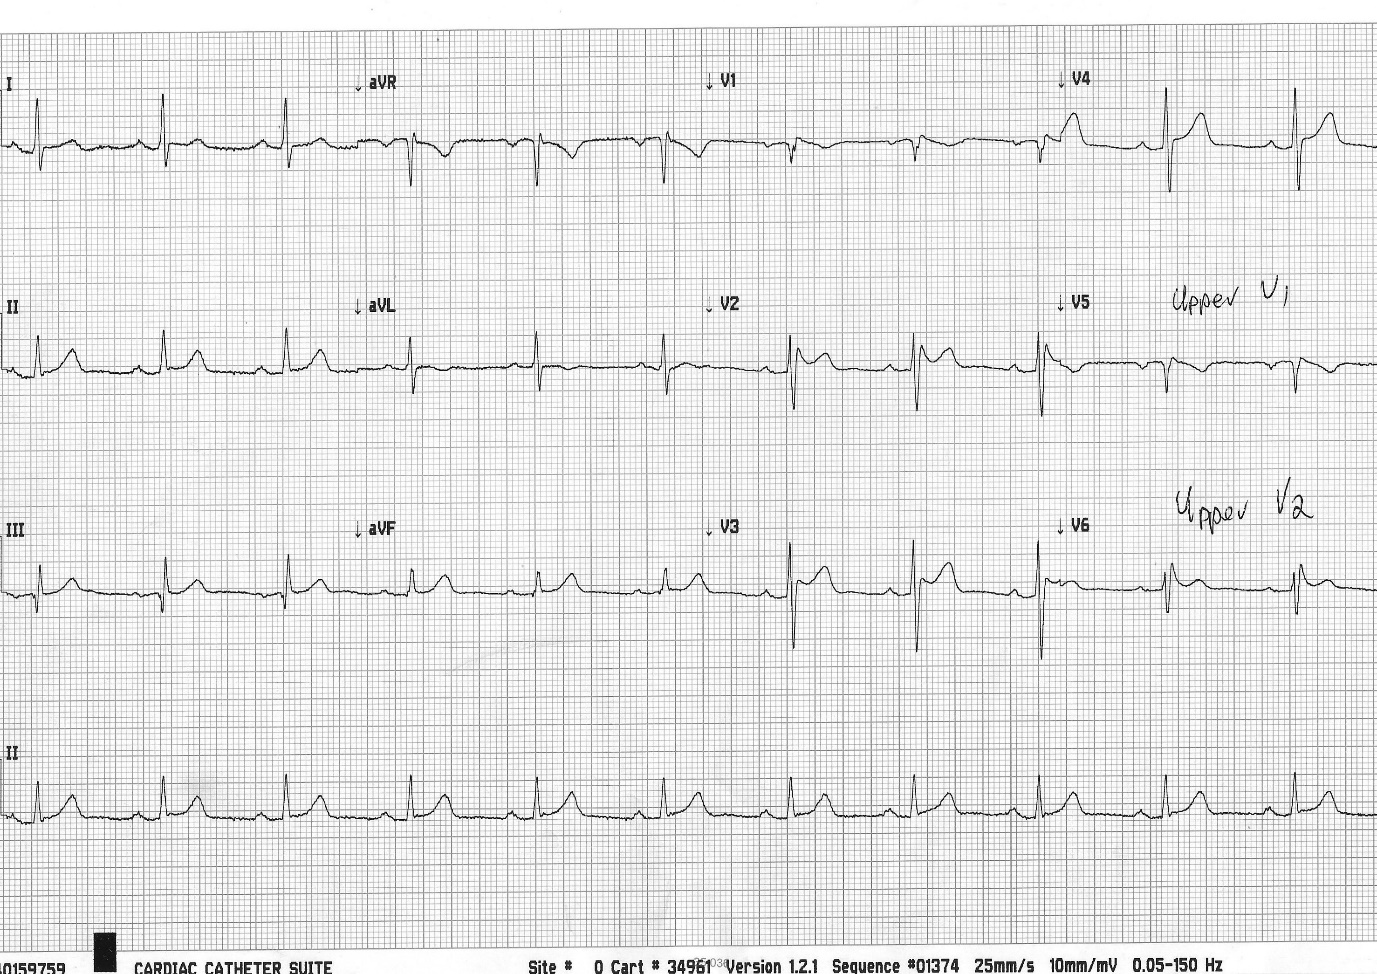 I aVR V1 V4
II aVL V2 V5 Upper V1
III aVF V3 V6 Upper V2
II
40159759 CARDIAC CATHETER SUITE Site # 0 Cart # 34961 Version 1.2.1 Sequence #01374 25mm/s 10mm/mV 0.05-150 Hz